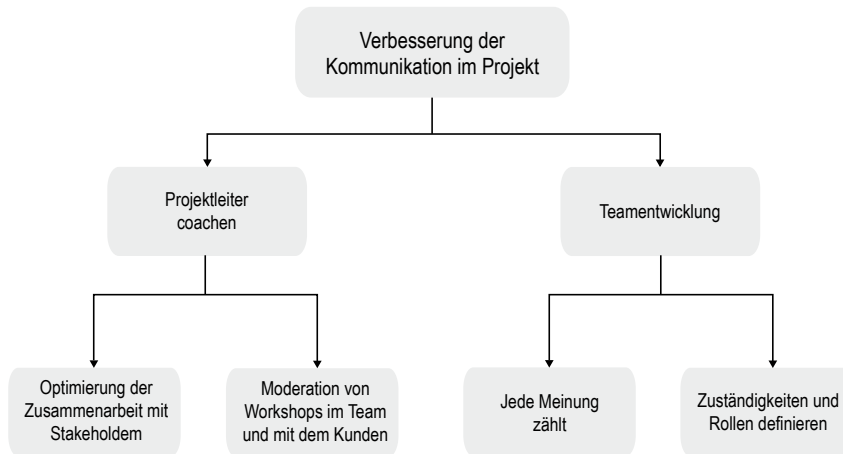 Verbesserung der
Kommunikation im Projekt
Projektleiter
coachen
Teamentwicklung
Optimierung der
Zusammenarbeit mit
Stakeholdem
Moderation von
Workshops im Team
und mit dem Kunden
Jede Meinung
zählt
Zuständigkeiten und
Rollen definieren